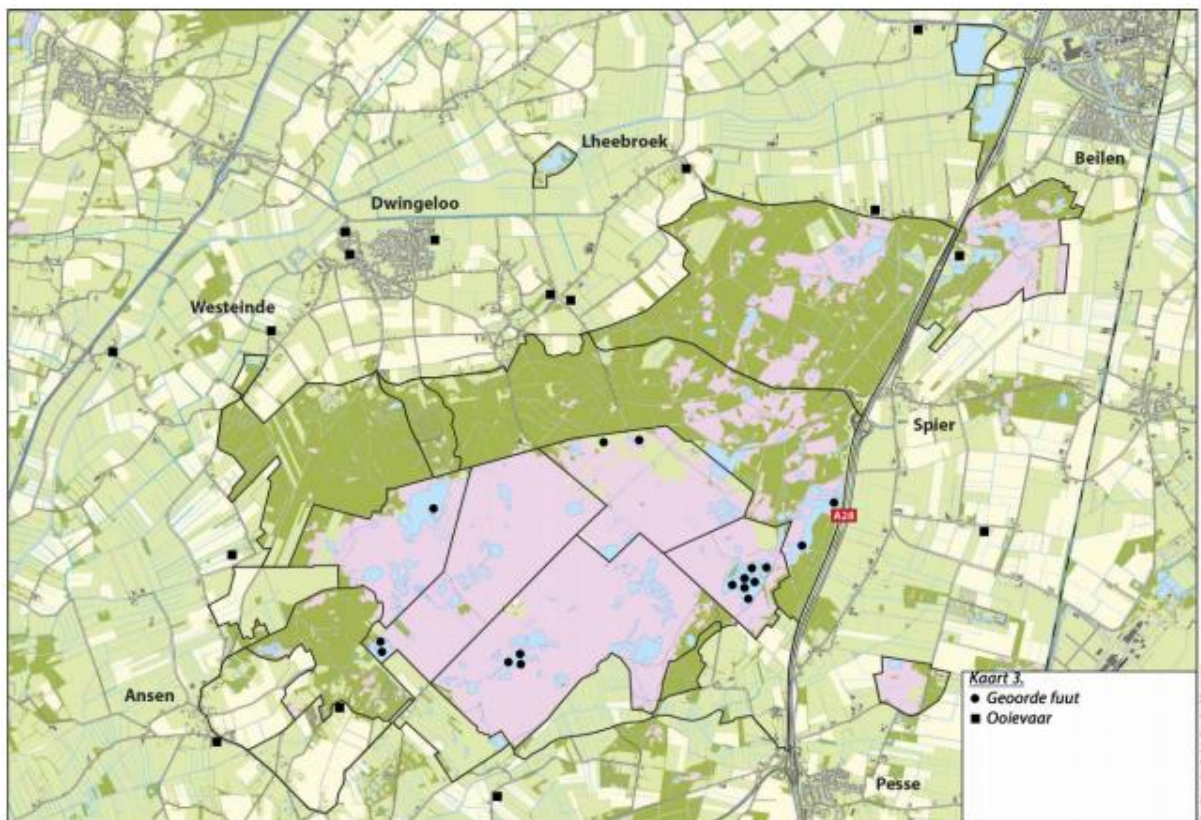 Lheebroek
Beilen
Dwingeloo
Westeinde
Spier
A28
Ansen
Kaart 3.
Geoorde fuut
Ooievaar
Pesse